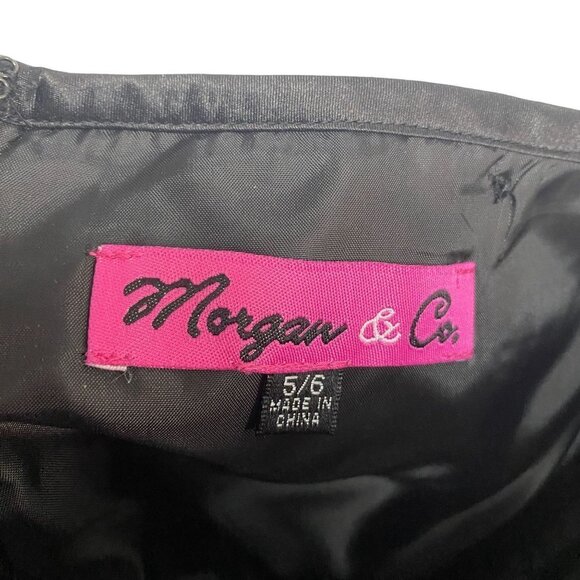 Morgan & Co.
5/6
MADE IN
CHINA